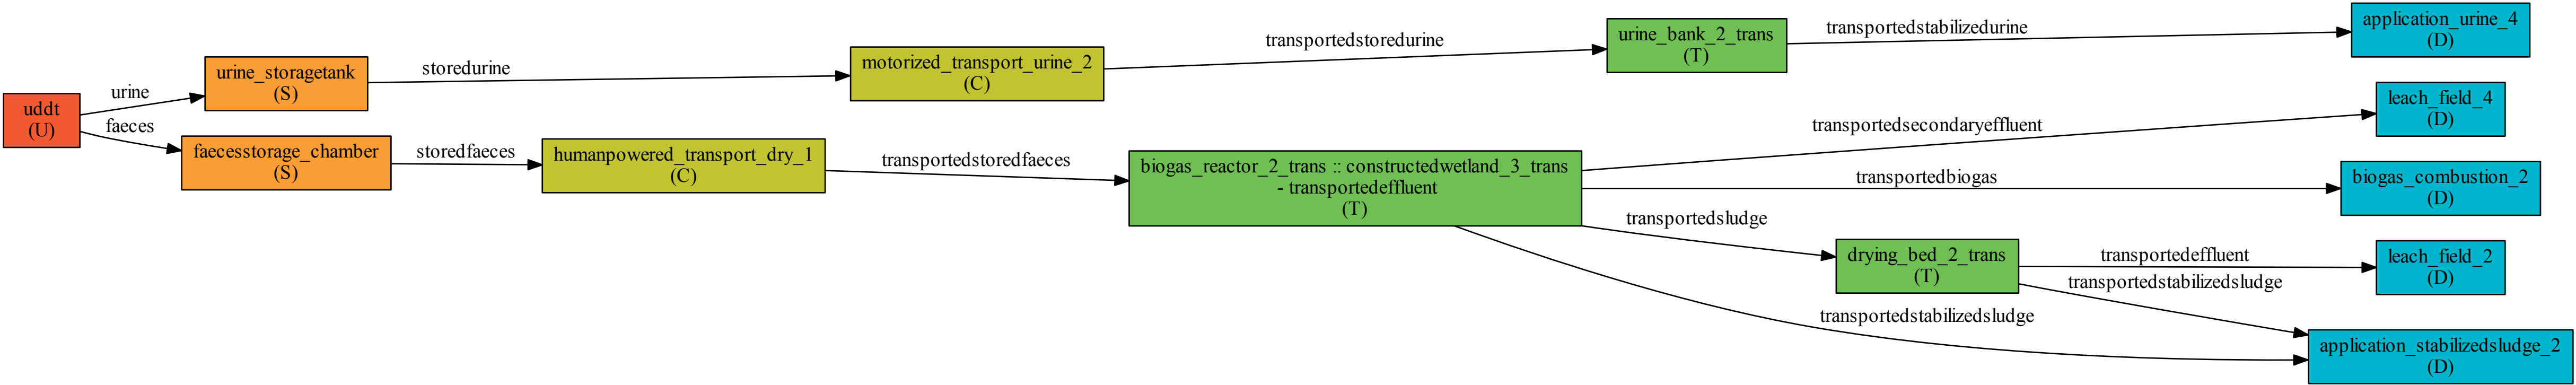 uddt
(U)
urine
faeces
urine_storagetank
(S)
faecesstorage_chamber
(S)
storedurine
storedfaeces
motorized_transport_urine_2
(C)
humanpowered_transport_dry_1
(C)
transportedstoredurine
transportedstoredfaeces
urine_bank_2_trans
(T)
biogas_reactor_2_trans :: constructedwetland_3_trans
- transportedeffluent
(T)
transportedstabilizedurine
transportedsecondaryeffluent
transportedbiogas
transportedsludge
drying_bed_2_trans
(T)
transportedeffluent
transportedstabilizedsludge
transportedstabilizedsludge
application_urine_4
(D)
leach_field_4
(D)
biogas_combustion_2
(D)
leach_field_2
(D)
application_stabilizedsludge_2
(D)